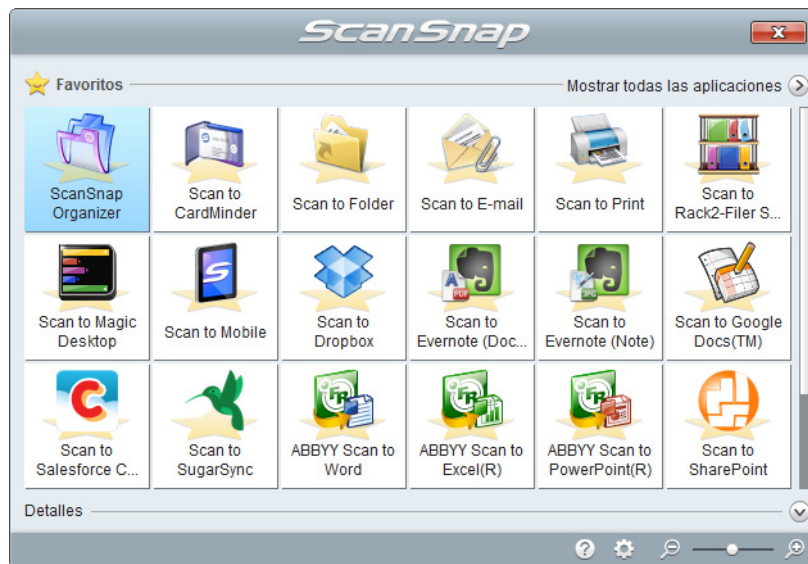 ScanSnap
Favoritos
Mostrar todas las aplicaciones
ScanSnap
Organizer
Scan to
CardMinder
Scan to Folder
Scan to E-mail
Scan to Print
Scan to
Rack2-Filer S...
Scan to Magic
Desktop
Scan to Mobile
Scan to
Dropbox
Scan to
Evernote (Doc...
Scan to
Evernote (Note)
Scan to Google
Docs(TM)
Scan to
Salesforce C...
Scan to
SugarSync
ABBYY Scan to
Word
ABBYY Scan to
Excel(R)
ABBYY Scan to
PowerPoint(R)
Scan to
SharePoint
Detalles